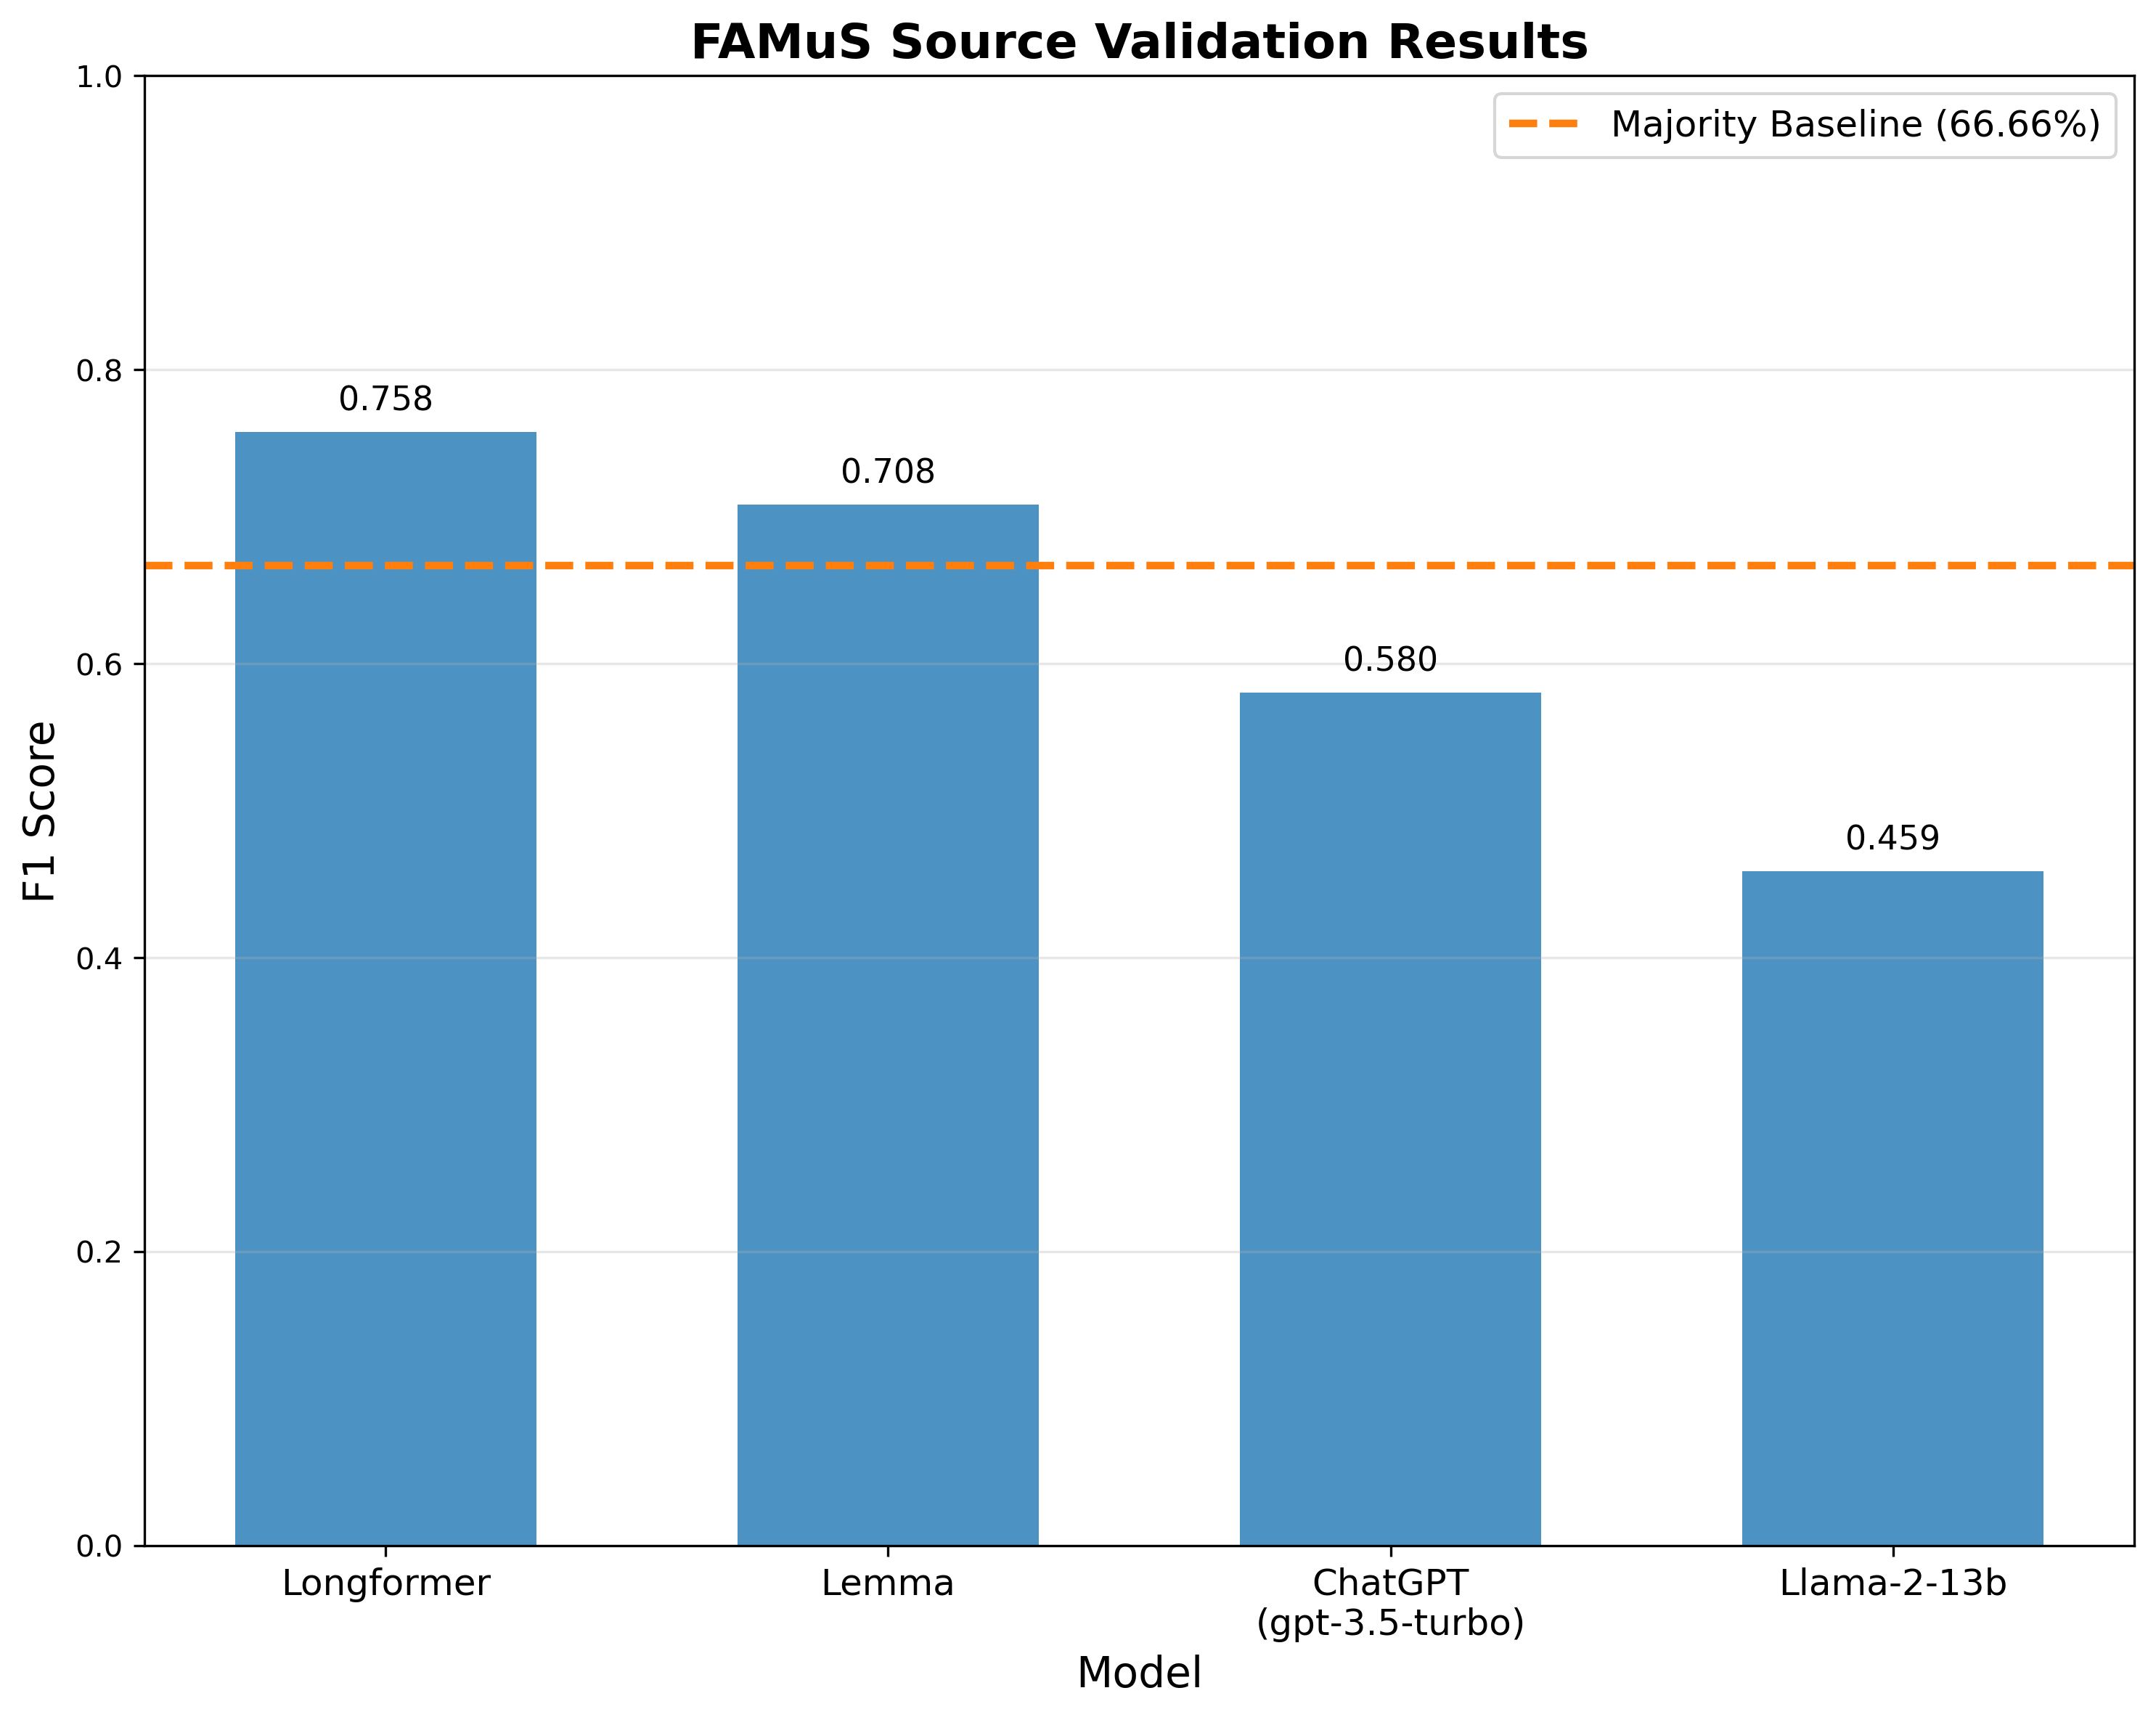 FAMuS Source Validation Results
Majority Baseline (66.66%)
1.0
0.8
0.6
0.4
0.2
0.0
F1 Score
0.758
0.708
0.580
0.459
Longformer
Lemma
ChatGPT
(gpt-3.5-turbo)
Llama-2-13b
Model